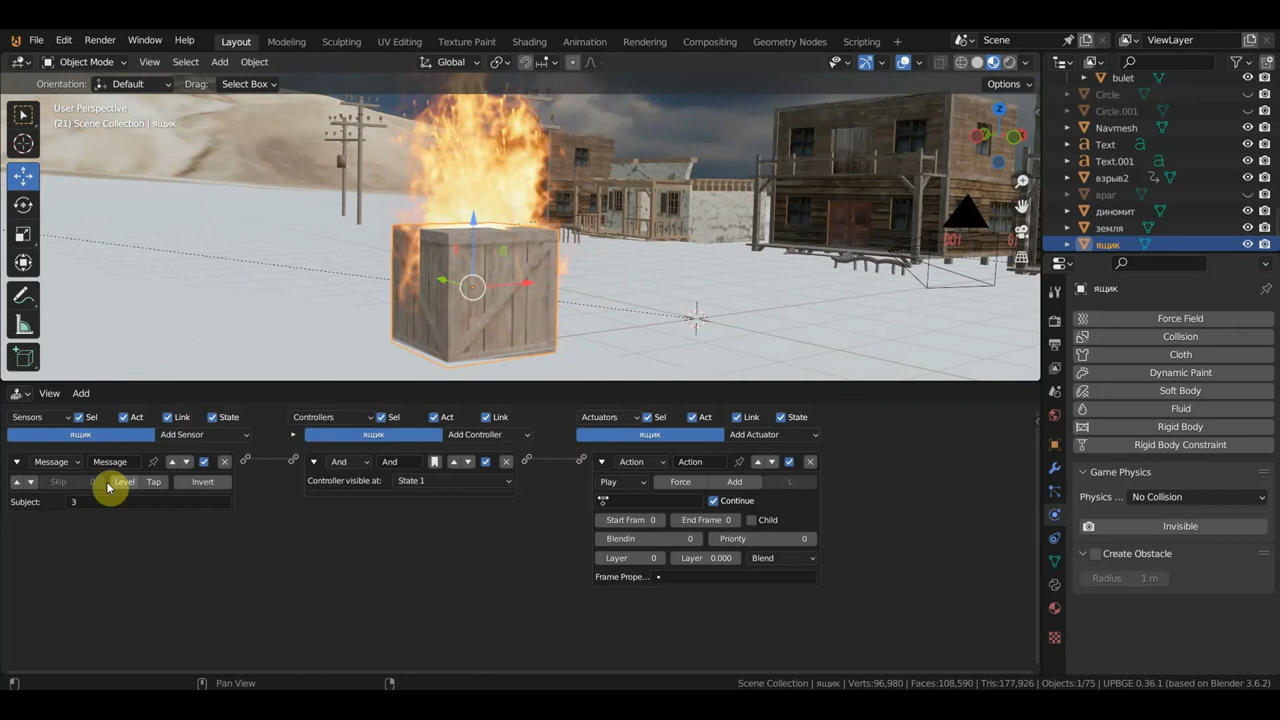 File Edit Render Window Help Layout Modeling Sculpting UV Editing Texture Paint Shading Animation Rendering Compositing Geometry Nodes Scripting + Scene ViewLayer
Object Mode View Select Add Object Global
Orientation: Default Drag: Select Box Options
User Perspective
(21) Scene Collection | ящик
Z
bulet
Circle
Circle.001
Navmesh
Text
Text.001
взрыв2
враг
диномит
земля
ящик
001
ящик
Force Field
Collision
Cloth
Dynamic Paint
Soft Body
Fluid
Rigid Body
Rigid Body Constraint
Game Physics
Physics ... No Collision
Invisible
Create Obstacle
Radius 1 m
View Add
Sensors Sel Act Link State Controllers Sel Act Link Actuators Sel Act Link State
ящик Add Sensor ящик Add Controller ящик Add Actuator
Message Message And And Action Action
Skip Level Tap Invert Controller visible at: State 1 Play Force Add L
Subject: 3 Continue
Start Fram 0 End Frame 0 Child
Blendin 0 Priority 0
Layer 0 Layer 0.000 Blend
Frame Prope...
Pan View Scene Collection | ящик Verts:96,980 | Faces:108,590 | Tris:177,926 | Objects:1/75 | UPBGE 0.36.1 (based on Blender 3.6.2)